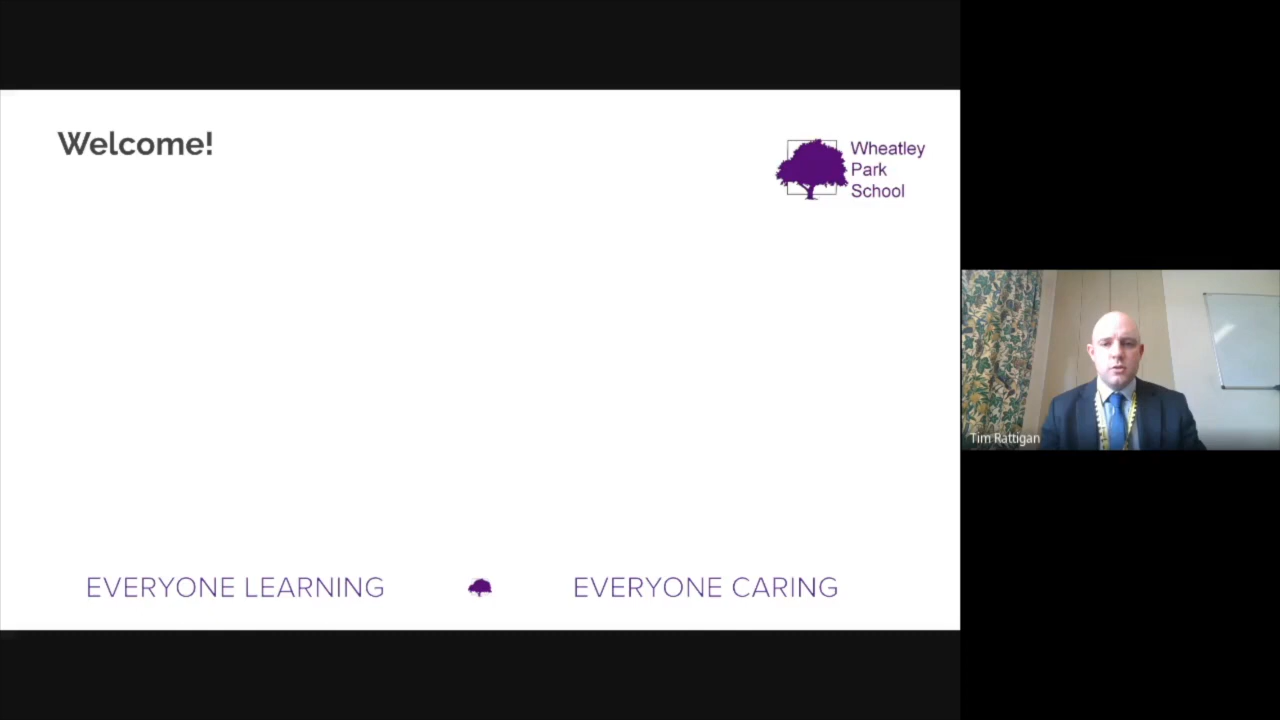 Welcome!
Wheatley
Park
School
Tim Rattigan
EVERYONE LEARNING
EVERYONE CARING